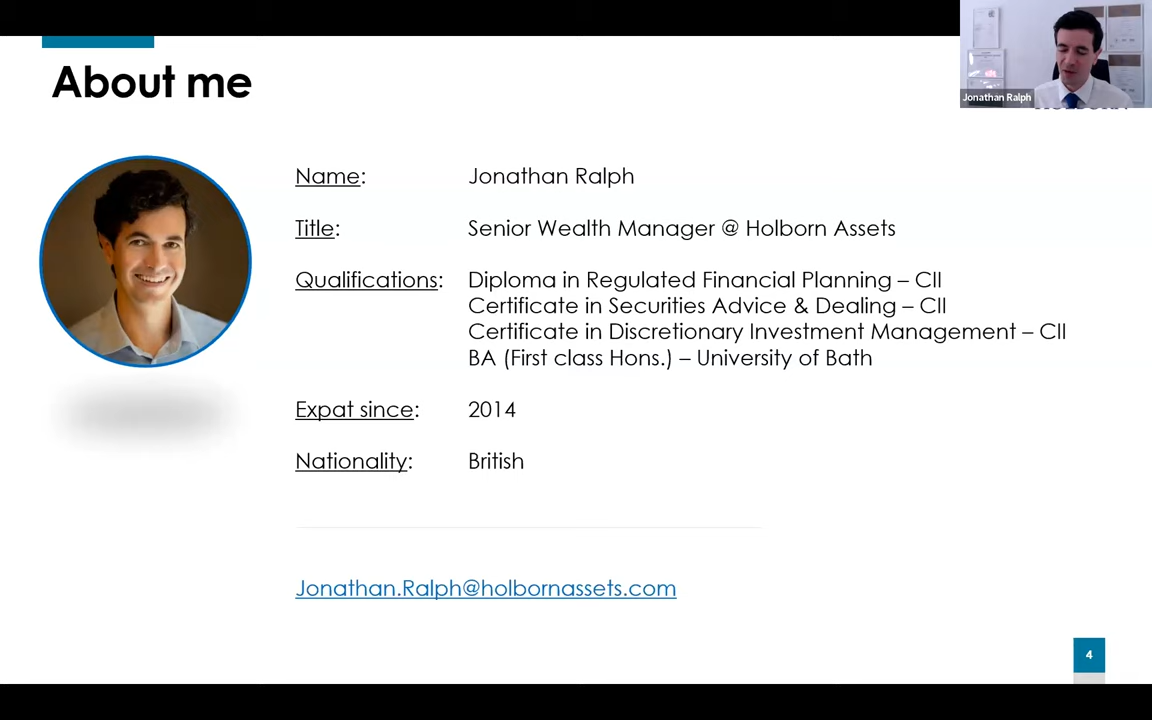 Jonathan Ralph
About me
Name: Jonathan Ralph
Title: Senior Wealth Manager @ Holborn Assets
Qualifications: Diploma in Regulated Financial Planning – CII
Certificate in Securities Advice & Dealing – CII
Certificate in Discretionary Investment Management – CII
BA (First class Hons.) – University of Bath
Expat since: 2014
Nationality: British
Jonathan.Ralph@holbornassets.com
4